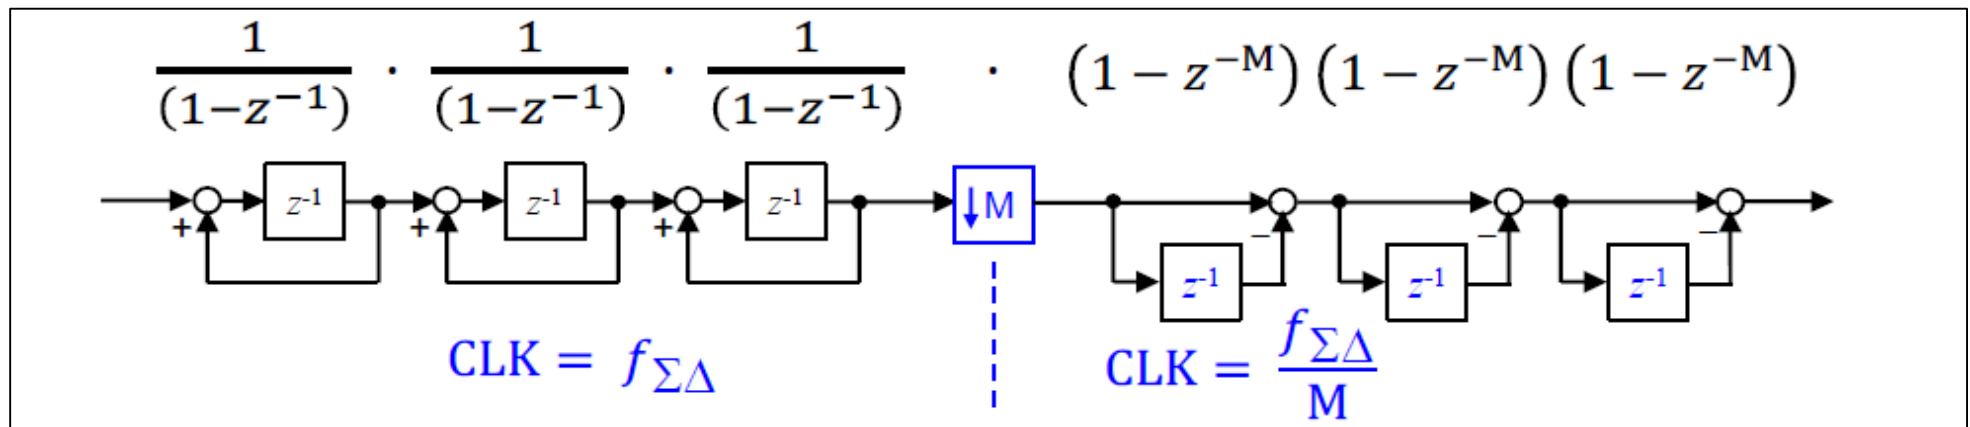 1/(1−z⁻¹) · 1/(1−z⁻¹) · 1/(1−z⁻¹) · (1 − z⁻ᴹ) (1 − z⁻ᴹ) (1 − z⁻ᴹ)
z⁻¹ z⁻¹ z⁻¹ ↓M
+ + + − − −
z⁻¹ z⁻¹ z⁻¹
CLK = f_ΣΔ
CLK = f_ΣΔ/M